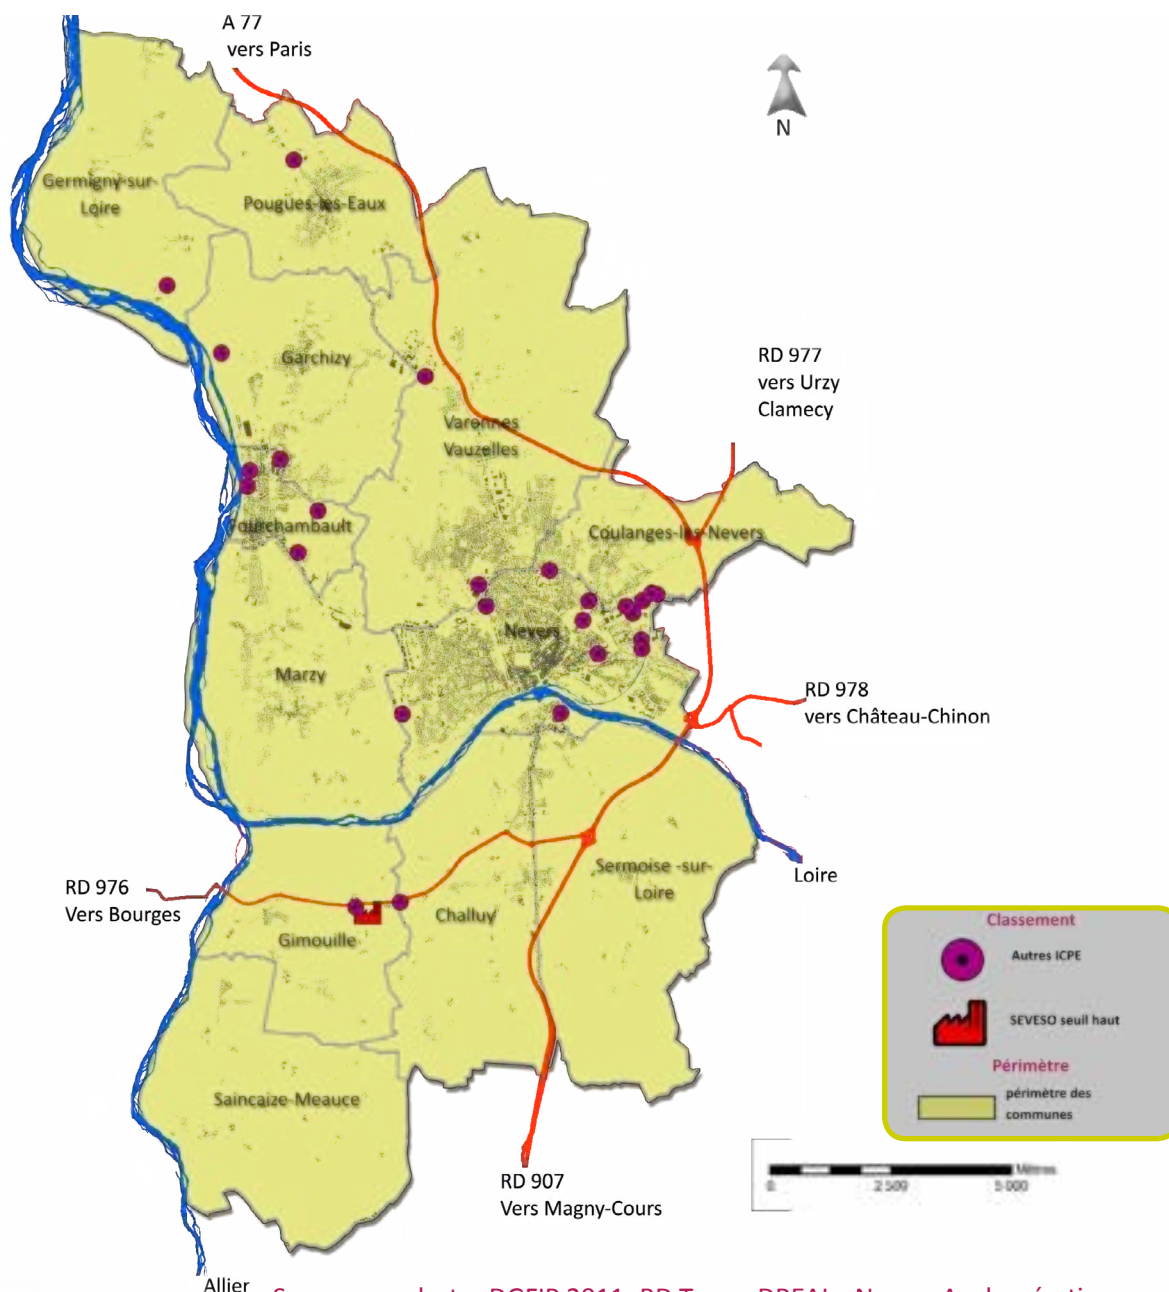 A 77
vers Paris
N
Germigny-sur-
Loire
Pougues-les-Eaux
Garchizy
RD 977
vers Urzy
Clamecy
Varennes
Vauzelles
Fourchambault
Coulanges-les-Nevers
Nevers
Marzy
RD 978
vers Château-Chinon
RD 976
Vers Bourges
Sermoise -sur-
Loire
Loire
Challuy
Gimouille
Classement
Autres ICPE
SEVESO seuil haut
Périmètre
périmètre des
communes
Saincaize-Meauce
Mètres
0 2 500 5 000
RD 907
Vers Magny-Cours
Allier